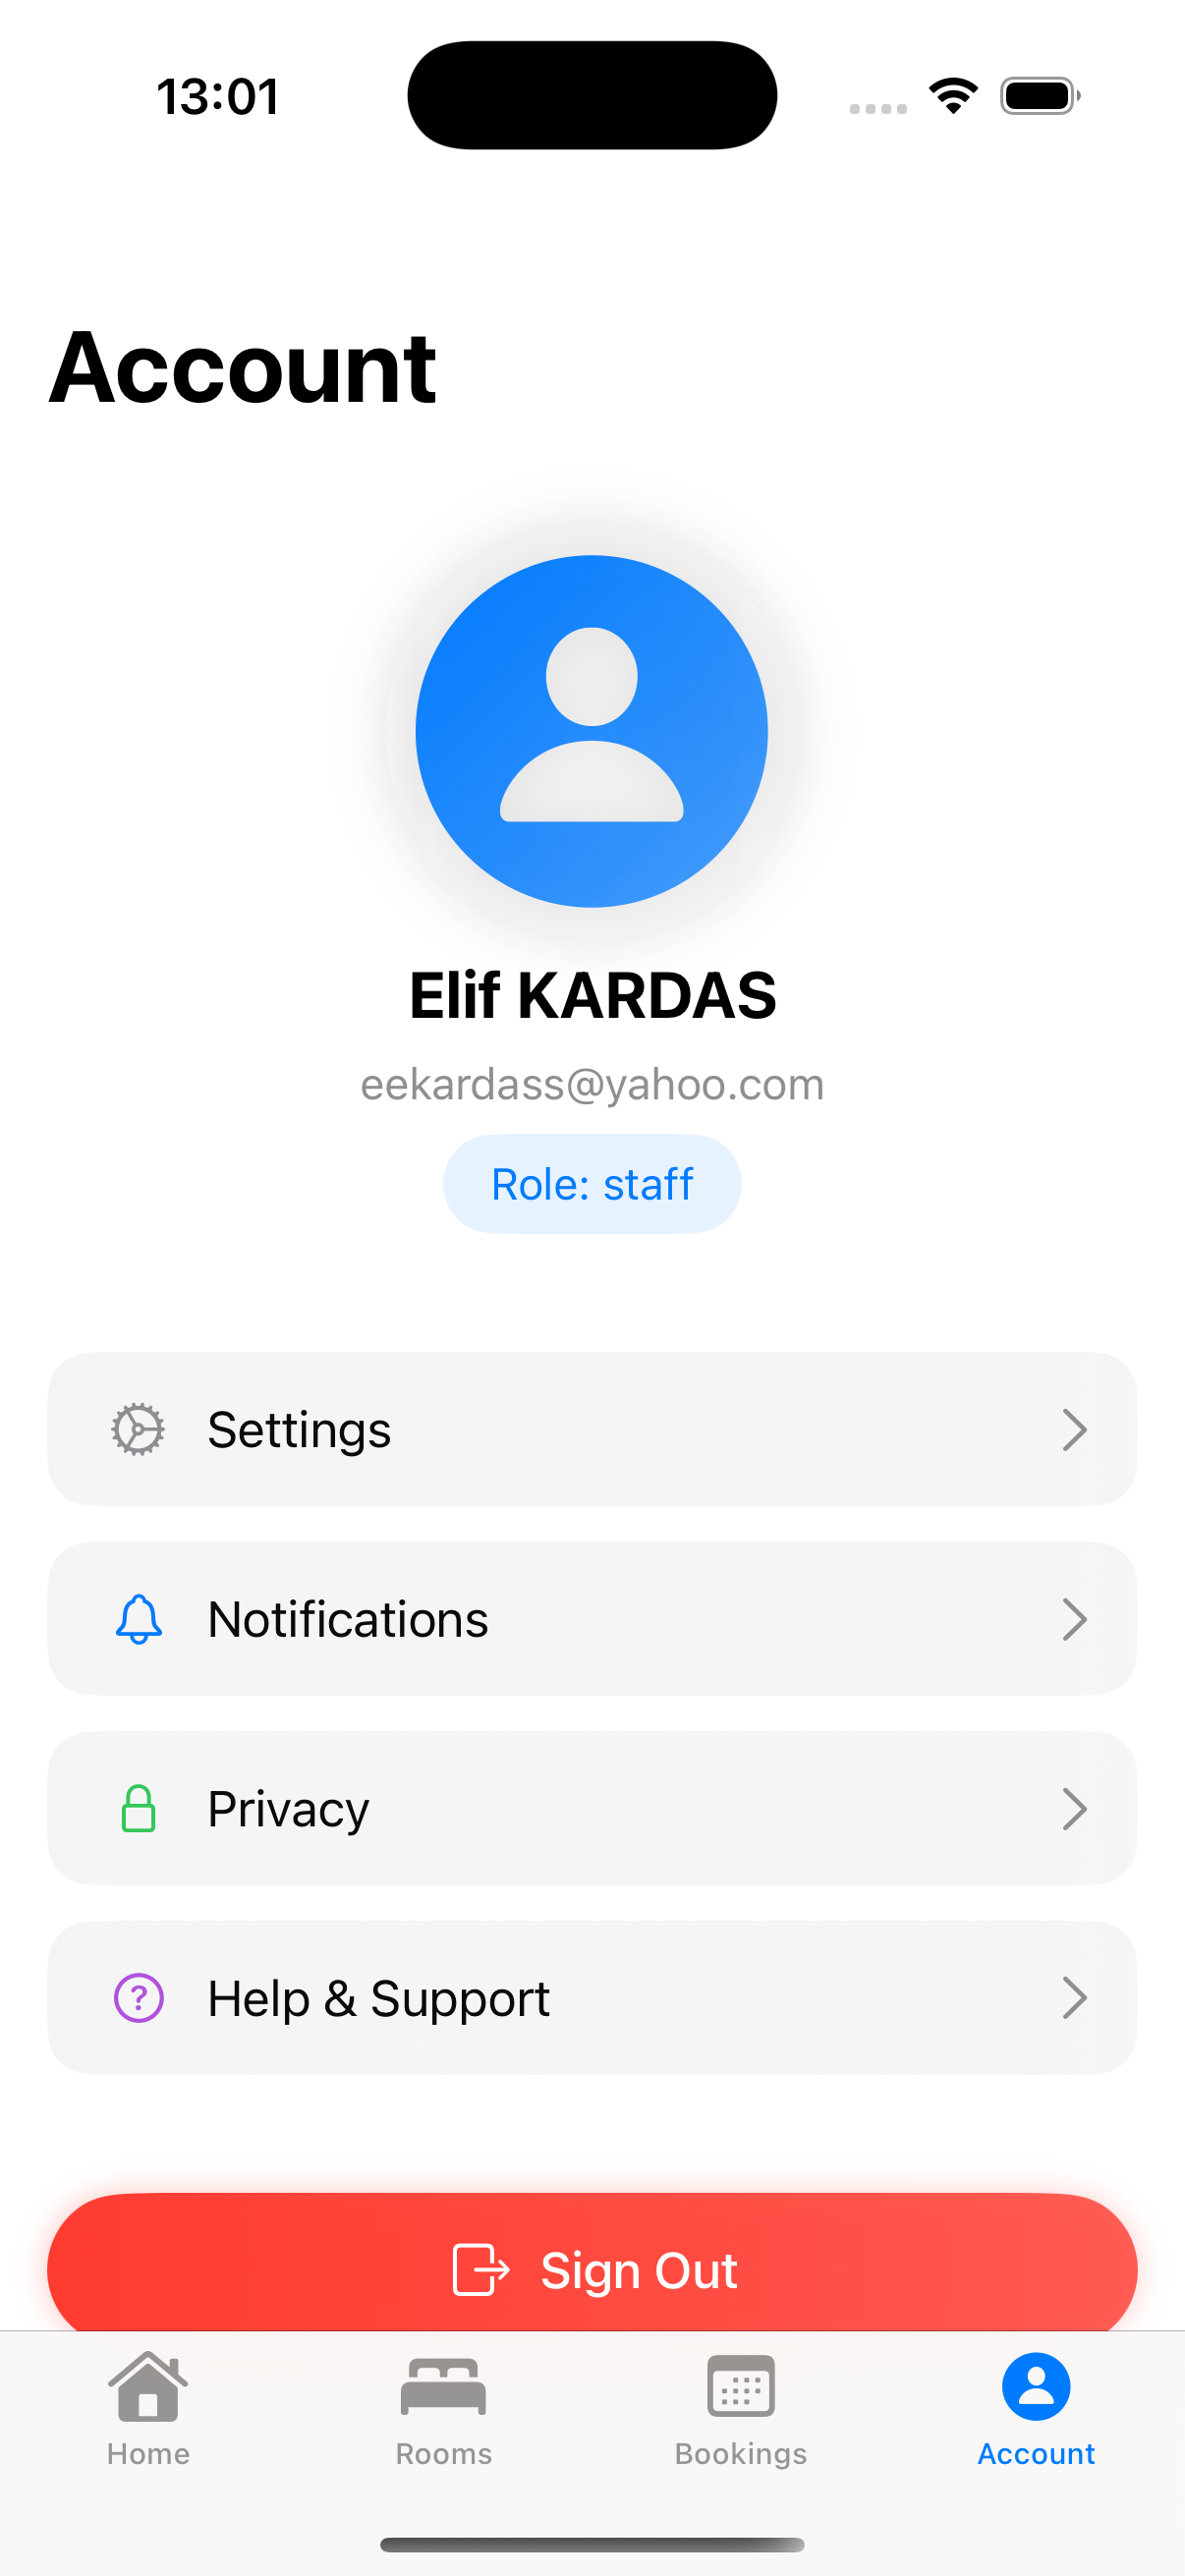 13:01
Account
Elif KARDAS
eekardass@yahoo.com
Role: staff
Settings
Notifications
Privacy
Help & Support
Sign Out
Home
Rooms
Bookings
Account